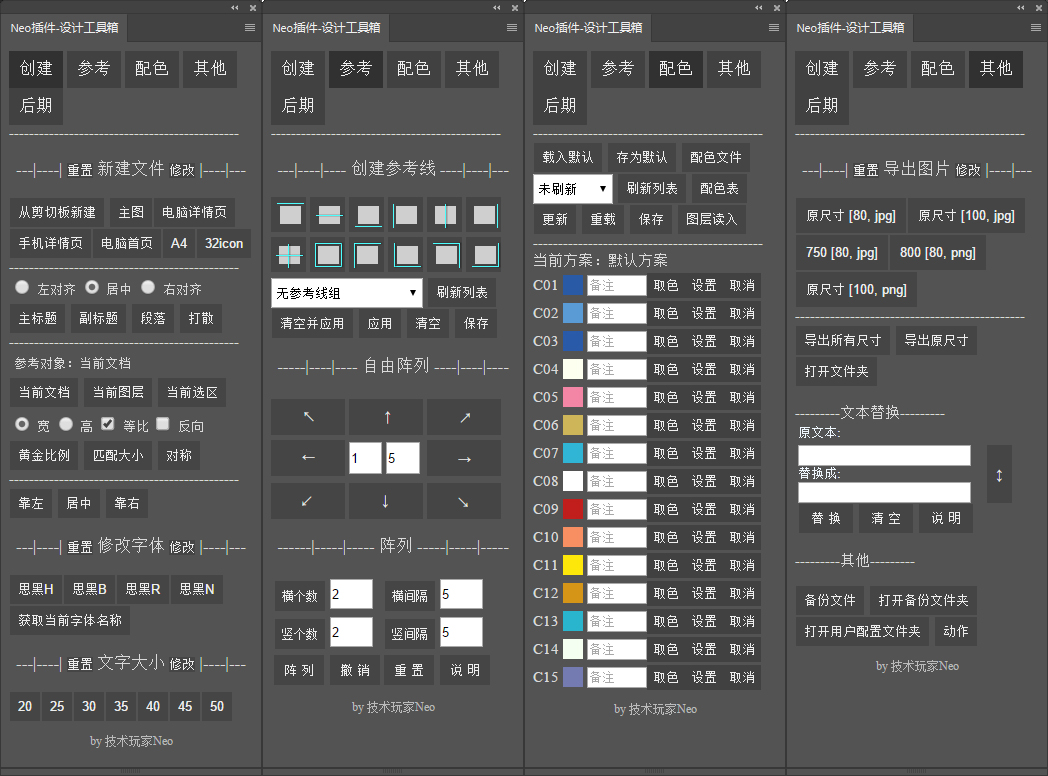 Neo插件-设计工具箱
创建 参考 配色 其他
后期
重置 新建文件 修改
从剪切板新建 主图 电脑详情页
手机详情页 电脑首页 A4 32icon
左对齐 居中 右对齐
主标题 副标题 段落 打散
参考对象：当前文档
当前文档 当前图层 当前选区
宽 高 等比 反向
黄金比例 匹配大小 对称
靠左 居中 靠右
重置 修改字体 修改
思黑H 思黑B 思黑R 思黑N
获取当前字体名称
重置 文字大小 修改
20 25 30 35 40 45 50
by 技术玩家Neo
Neo插件-设计工具箱
创建 参考 配色 其他
后期
创建参考线
无参考线组 刷新列表
清空并应用 应用 清空 保存
自由阵列
↖ ↑ ↗
← 1 5 →
↙ ↓ ↘
阵列
横个数 2 横间隔 5
竖个数 2 竖间隔 5
阵 列 撤 销 重 置 说 明
by 技术玩家Neo
Neo插件-设计工具箱
创建 参考 配色 其他
后期
载入默认 存为默认 配色文件
未刷新 刷新列表 配色表
更新 重载 保存 图层读入
当前方案：默认方案
C01 备注 取色 设置 取消
C02 备注 取色 设置 取消
C03 备注 取色 设置 取消
C04 备注 取色 设置 取消
C05 备注 取色 设置 取消
C06 备注 取色 设置 取消
C07 备注 取色 设置 取消
C08 备注 取色 设置 取消
C09 备注 取色 设置 取消
C10 备注 取色 设置 取消
C11 备注 取色 设置 取消
C12 备注 取色 设置 取消
C13 备注 取色 设置 取消
C14 备注 取色 设置 取消
C15 备注 取色 设置 取消
by 技术玩家Neo
Neo插件-设计工具箱
创建 参考 配色 其他
后期
重置 导出图片 修改
原尺寸 [80, jpg] 原尺寸 [100, jpg]
750 [80, jpg] 800 [80, png]
原尺寸 [100, png]
导出所有尺寸 导出原尺寸
打开文件夹
---------文本替换---------
原文本:
替换成: ↕
替 换 清 空 说 明
---------其他---------
备份文件 打开备份文件夹
打开用户配置文件夹 动作
by 技术玩家Neo